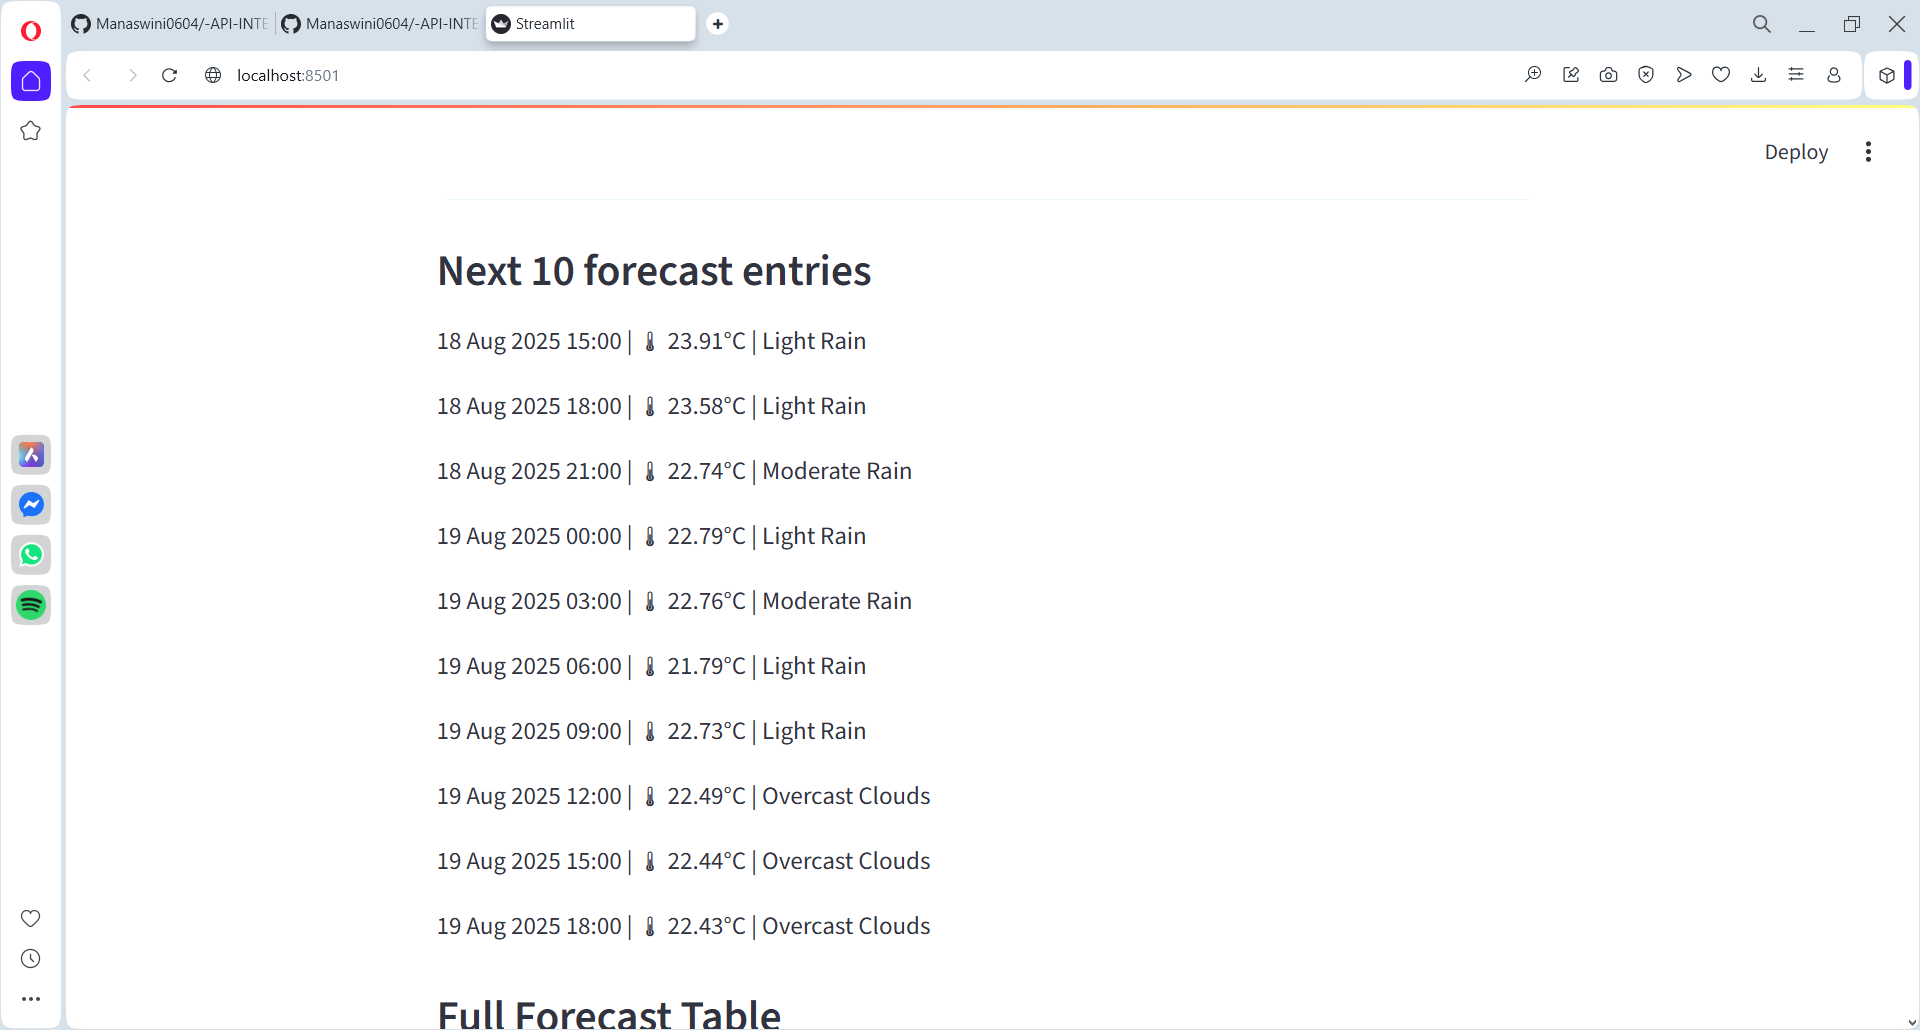 Manaswini0604/-API-INTE
Manaswini0604/-API-INTE
Streamlit
localhost:8501
Deploy
Next 10 forecast entries
18 Aug 2025 15:00 | 🌡 23.91°C | Light Rain
18 Aug 2025 18:00 | 🌡 23.58°C | Light Rain
18 Aug 2025 21:00 | 🌡 22.74°C | Moderate Rain
19 Aug 2025 00:00 | 🌡 22.79°C | Light Rain
19 Aug 2025 03:00 | 🌡 22.76°C | Moderate Rain
19 Aug 2025 06:00 | 🌡 21.79°C | Light Rain
19 Aug 2025 09:00 | 🌡 22.73°C | Light Rain
19 Aug 2025 12:00 | 🌡 22.49°C | Overcast Clouds
19 Aug 2025 15:00 | 🌡 22.44°C | Overcast Clouds
19 Aug 2025 18:00 | 🌡 22.43°C | Overcast Clouds
Full Forecast Table